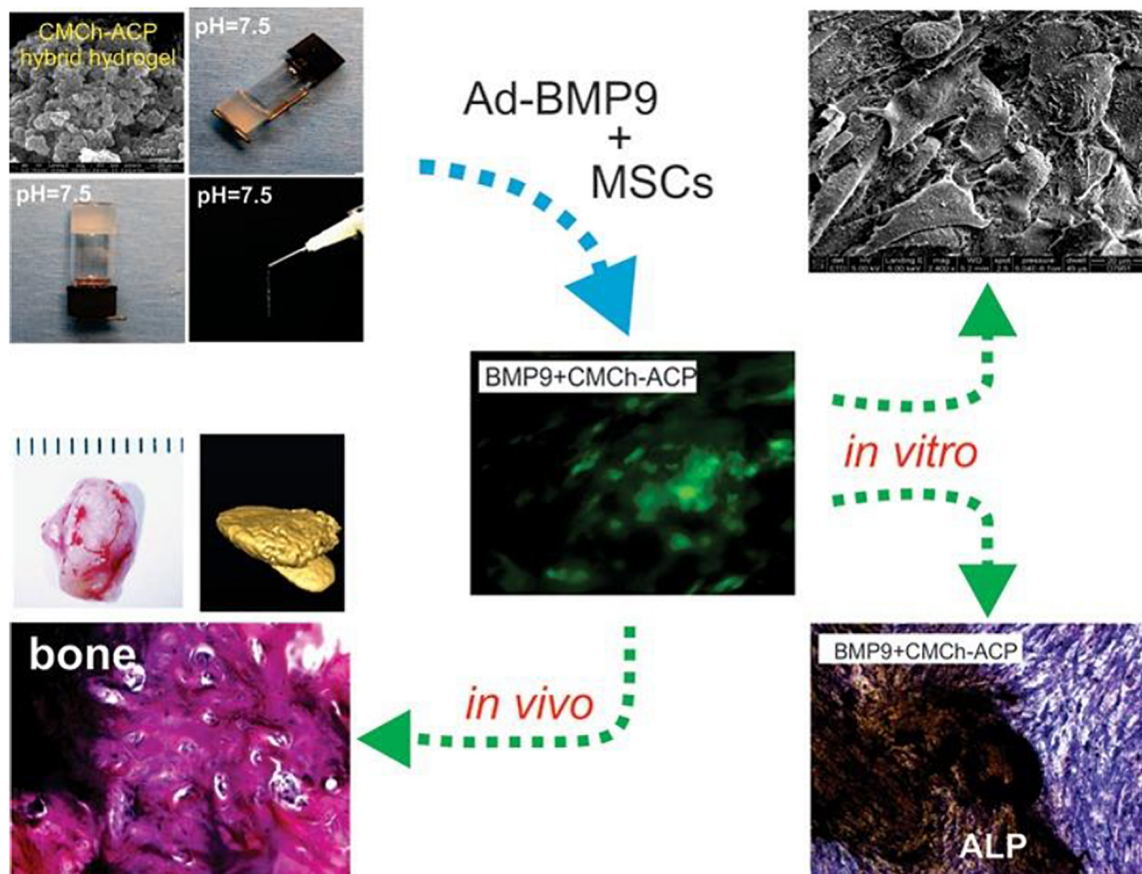 CMCh-ACP
hybrid hydrogel
pH=7.5
pH=7.5
pH=7.5
Ad-BMP9
+
MSCs
BMP9+CMCh-ACP
in vitro
BMP9+CMCh-ACP
ALP
in vivo
bone